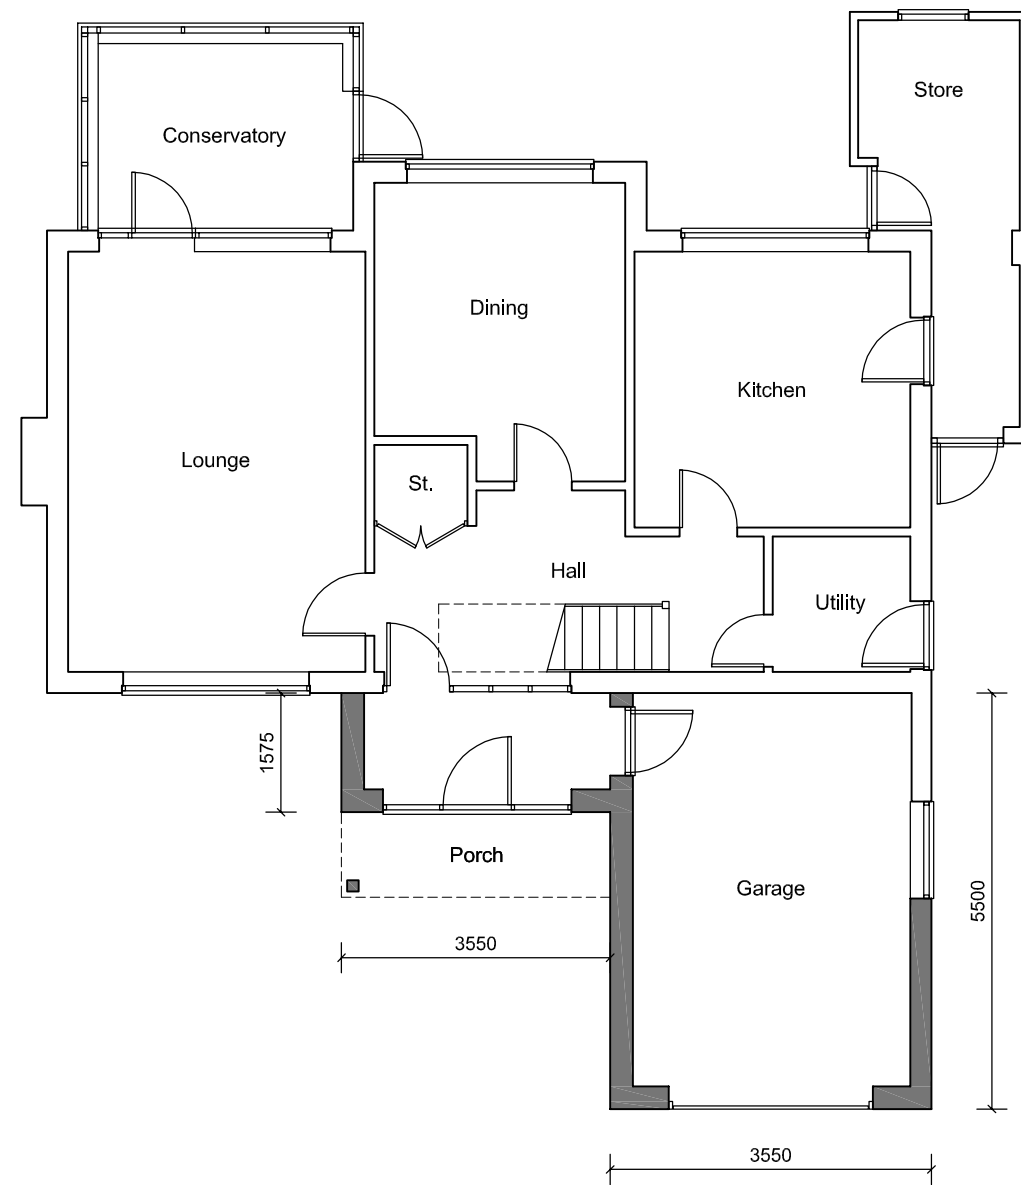 Store
Conservatory
Dining
Kitchen
Lounge
St.
Hall
Utility
1575
Porch
Garage
5500
3550
3550